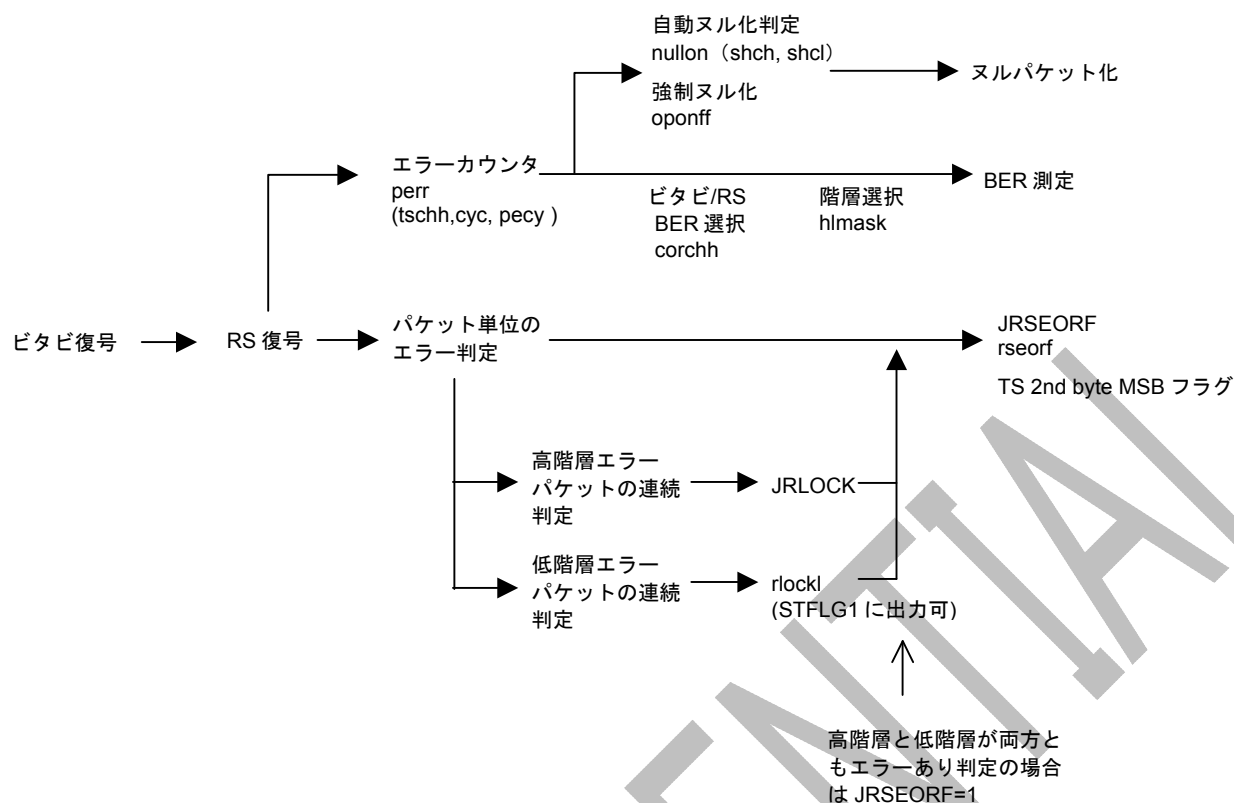 自動ヌル化判定
nullon（shch, shcl）
強制ヌル化
oponff
ヌルパケット化
エラーカウンタ
perr
(tschh,cyc, pecy )
ビタビ/RS
BER 選択
corchh
階層選択
hlmask
BER 測定
ビタビ復号
RS 復号
パケット単位の
エラー判定
JRSEORF
rseorf
TS 2nd byte MSB フラグ
高階層エラー
パケットの連続
判定
JRLOCK
低階層エラー
パケットの連続
判定
rlockl
(STFLG1 に出力可)
高階層と低階層が両方と
もエラーあり判定の場合
は JRSEORF=1
ENTIAL